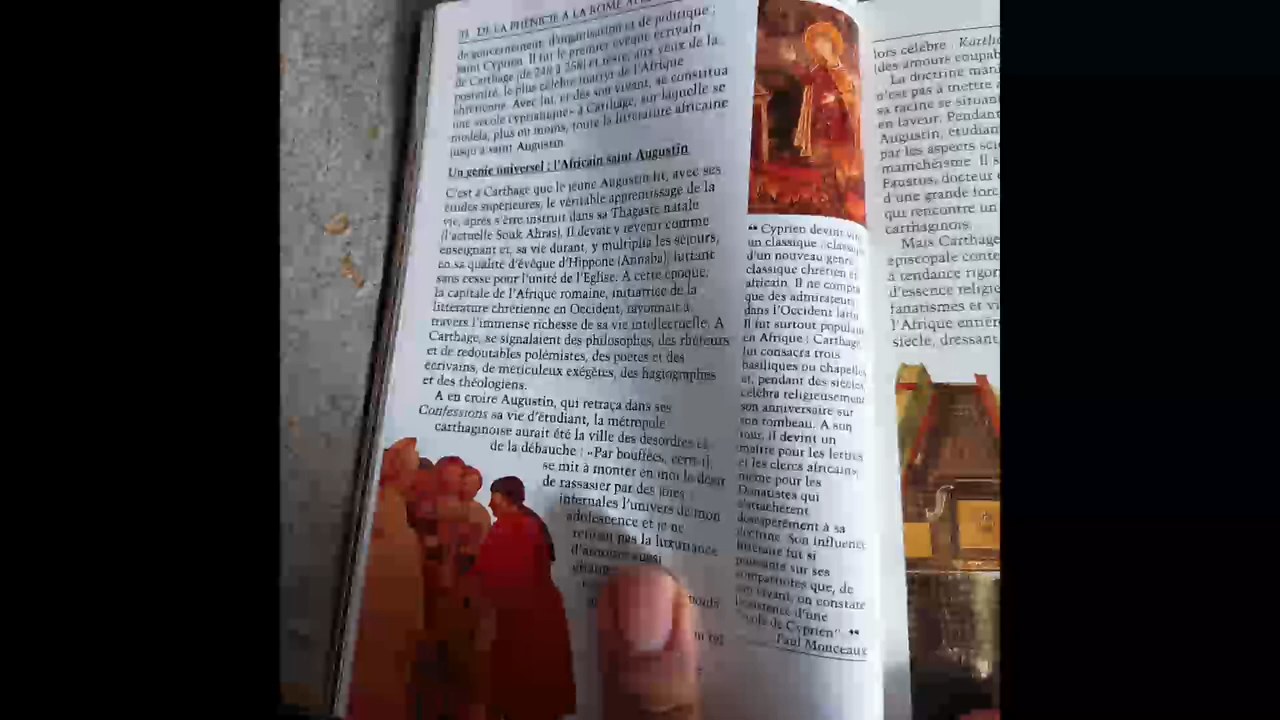 DE LA PHÉNICIE À LA ROME
de gouvernement, d'organisation et de politique :
saint Cyprien. Il fut le premier évêque écrivain
de Carthage (de 248 à 258) et reste, aux yeux de la
postérité, le plus célèbre martyr de l'Afrique
chrétienne. Avec lui, et dès son vivant, se constitua
une «école cyprianique» à Carthage, sur laquelle se
modela, plus ou moins, toute la littérature africaine
jusqu'à saint Augustin.
Un génie universel : l'Africain saint Augustin
C'est à Carthage que le jeune Augustin fit, avec ses
études supérieures, le véritable apprentissage de la
vie, après s'être instruit dans sa Thagaste natale
(l'actuelle Souk Ahras). Il devait y revenir comme
enseignant et, sa vie durant, y multiplia les séjours,
en sa qualité d'évêque d'Hippone (Annaba), luttant
sans cesse pour l'unité de l'Eglise. A cette époque,
la capitale de l'Afrique romaine, initiatrice de la
littérature chrétienne en Occident, rayonnait à
travers l'immense richesse de sa vie intellectuelle. A
Carthage, se signalaient des philosophes, des rhéteurs
et de redoutables polémistes, des poètes et des
écrivains, de méticuleux exégètes, des hagiographes
et des théologiens.
A en croire Augustin, qui retraça dans ses
Confessions sa vie d'étudiant, la métropole
carthaginoise aurait été la ville des désordres et
de la débauche : «Par bouffées, écrit-il,
se mit à monter en moi le désir
de rassasier par des joies
infernales l'univers de mon
adolescence et je ne
pas la luxuriance
d'amours aussi
“ Cyprien devint vite
un classique : classique
d'un nouveau genre,
classique chrétien et
africain. Il ne compta
que des admirateurs
dans l'Occident latin.
Il fut surtout populaire
en Afrique : Carthage
lui consacra trois
basiliques ou chapelles
et, pendant des siècles,
célébra religieusement
son anniversaire sur
son tombeau. A son
tour, il devint un
maître pour les lettrés
et les clercs africains,
même pour les
Donatistes qui
s'attachèrent
désespérément à sa
doctrine. Son influence
littéraire fut si
puissante sur ses
compatriotes que, de
son vivant, on constate
l'existence d'une
"école de Cyprien". ”
Paul Monceaux
lors célèbre :
des amours coupab
La doctrine mani
n'est pas à mettre
sa racine se situan
en faveur. Pendan
Augustin, étudian
par les aspects sci
manichéisme. Il s
Faustus, docteur
d'une grande forc
qui rencontre un
carthaginois.
Mais Carthage
épiscopale conte
à tendance rigor
d'essence religie
fanatismes et vi
l'Afrique entièr
siècle, dressant